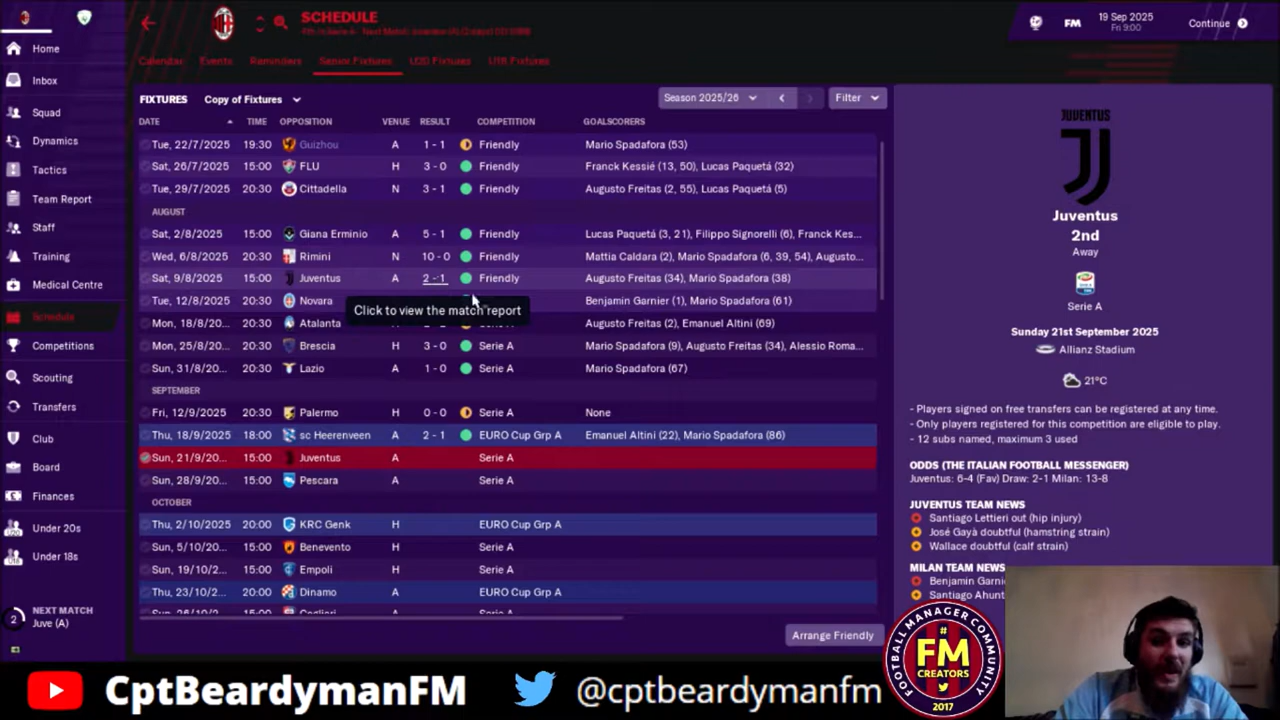 SCHEDULE
19 Sep 2025
Fri 9:00
FM
Continue
Home
Inbox
Squad
Dynamics
Tactics
Team Report
Staff
Training
Medical Centre
Schedule
Competitions
Scouting
Transfers
Club
Board
Finances
Under 20s
Under 18s
2 NEXT MATCH
Juve (A)
Calendar Events Reminders Senior Fixtures U20 Fixtures U18 Fixtures
FIXTURES Copy of Fixtures Season 2025/26 Filter
DATE TIME OPPOSITION VENUE RESULT COMPETITION GOALSCORERS
Tue, 22/7/2025 19:30 Guizhou A 1 - 1 Friendly Mario Spadafora (53)
Sat, 26/7/2025 15:00 FLU H 3 - 0 Friendly Franck Kessié (13, 50), Lucas Paquetá (32)
Tue, 29/7/2025 20:30 Cittadella N 3 - 1 Friendly Augusto Freitas (2, 55), Lucas Paquetá (5)
AUGUST
Sat, 2/8/2025 15:00 Giana Erminio A 5 - 1 Friendly Lucas Paquetá (3, 21), Filippo Signorelli (6), Franck Kes...
Wed, 6/8/2025 20:30 Rimini N 10 - 0 Friendly Mattia Caldara (2), Mario Spadafora (6, 39, 54), Augusto...
Sat, 9/8/2025 15:00 Juventus A 2 - 1 Friendly Augusto Freitas (34), Mario Spadafora (38)
Tue, 12/8/2025 20:30 Novara Benjamin Garnier (1), Mario Spadafora (61)
Click to view the match report
Mon, 18/8/2025 20:30 Atalanta Serie A Augusto Freitas (2), Emanuel Altini (69)
Mon, 25/8/2025 20:30 Brescia H 3 - 0 Serie A Mario Spadafora (9), Augusto Freitas (34), Alessio Roma...
Sun, 31/8/2025 20:30 Lazio A 1 - 0 Serie A Mario Spadafora (67)
SEPTEMBER
Fri, 12/9/2025 20:30 Palermo H 0 - 0 Serie A None
Thu, 18/9/2025 18:00 sc Heerenveen A 2 - 1 EURO Cup Grp A Emanuel Altini (22), Mario Spadafora (86)
Sun, 21/9/20... 15:00 Juventus A Serie A
Sun, 28/9/20... 15:00 Pescara A Serie A
OCTOBER
Thu, 2/10/2025 20:00 KRC Genk H EURO Cup Grp A
Sun, 5/10/20... 15:00 Benevento H Serie A
Sun, 19/10/2... 15:00 Empoli H Serie A
Thu, 23/10/2... 20:00 Dinamo A EURO Cup Grp A
Sun, 26/10/2... 15:00 Cagliari A Serie A
Arrange Friendly
JUVENTUS
Juventus
2nd
Away
Serie A
Sunday 21st September 2025
Allianz Stadium
21°C
- Players signed on free transfers can be registered at any time.
- Only players registered for this competition are eligible to play.
- 12 subs named, maximum 3 used
ODDS (THE ITALIAN FOOTBALL MESSENGER)
Juventus: 6-4 (Fav) Draw: 2-1 Milan: 13-8
JUVENTUS TEAM NEWS
Santiago Lettieri out (hip injury)
José Gayà doubtful (hamstring strain)
Wallace doubtful (calf strain)
MILAN TEAM NEWS
Benjamin Garni
Santiago Ahunt
CptBeardymanFM
@cptbeardymanfm
FOOTBALL MANAGER COMMUNITY
#
FM
CREATORS
2017